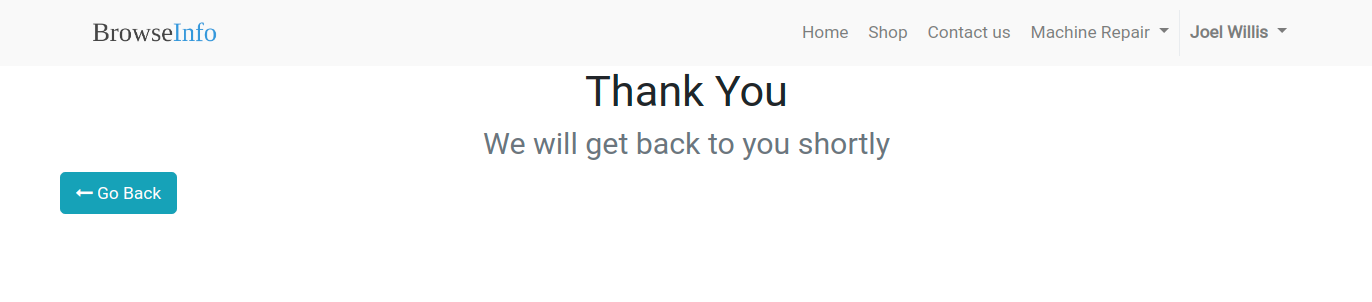 BrowseInfo Home Shop Contact us Machine Repair Joel Willis
Thank You
We will get back to you shortly
Go Back